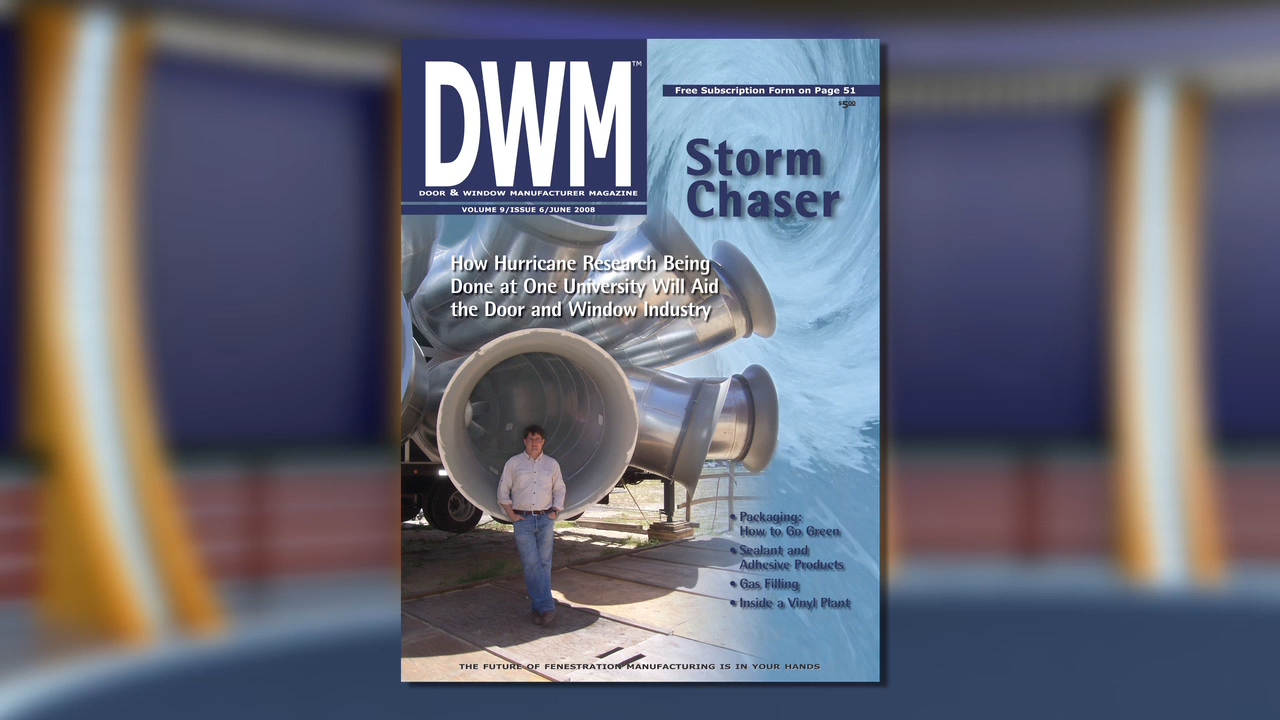 DWM™
DOOR & WINDOW MANUFACTURER MAGAZINE
VOLUME 9/ISSUE 6/JUNE 2008
Free Subscription Form on Page 51
$5.00
Storm
Chaser
How Hurricane Research Being
Done at One University Will Aid
the Door and Window Industry
• Packaging:
How to Go Green
• Sealant and
Adhesive Products
• Gas Filling
• Inside a Vinyl Plant
THE FUTURE OF FENESTRATION MANUFACTURING IS IN YOUR HANDS